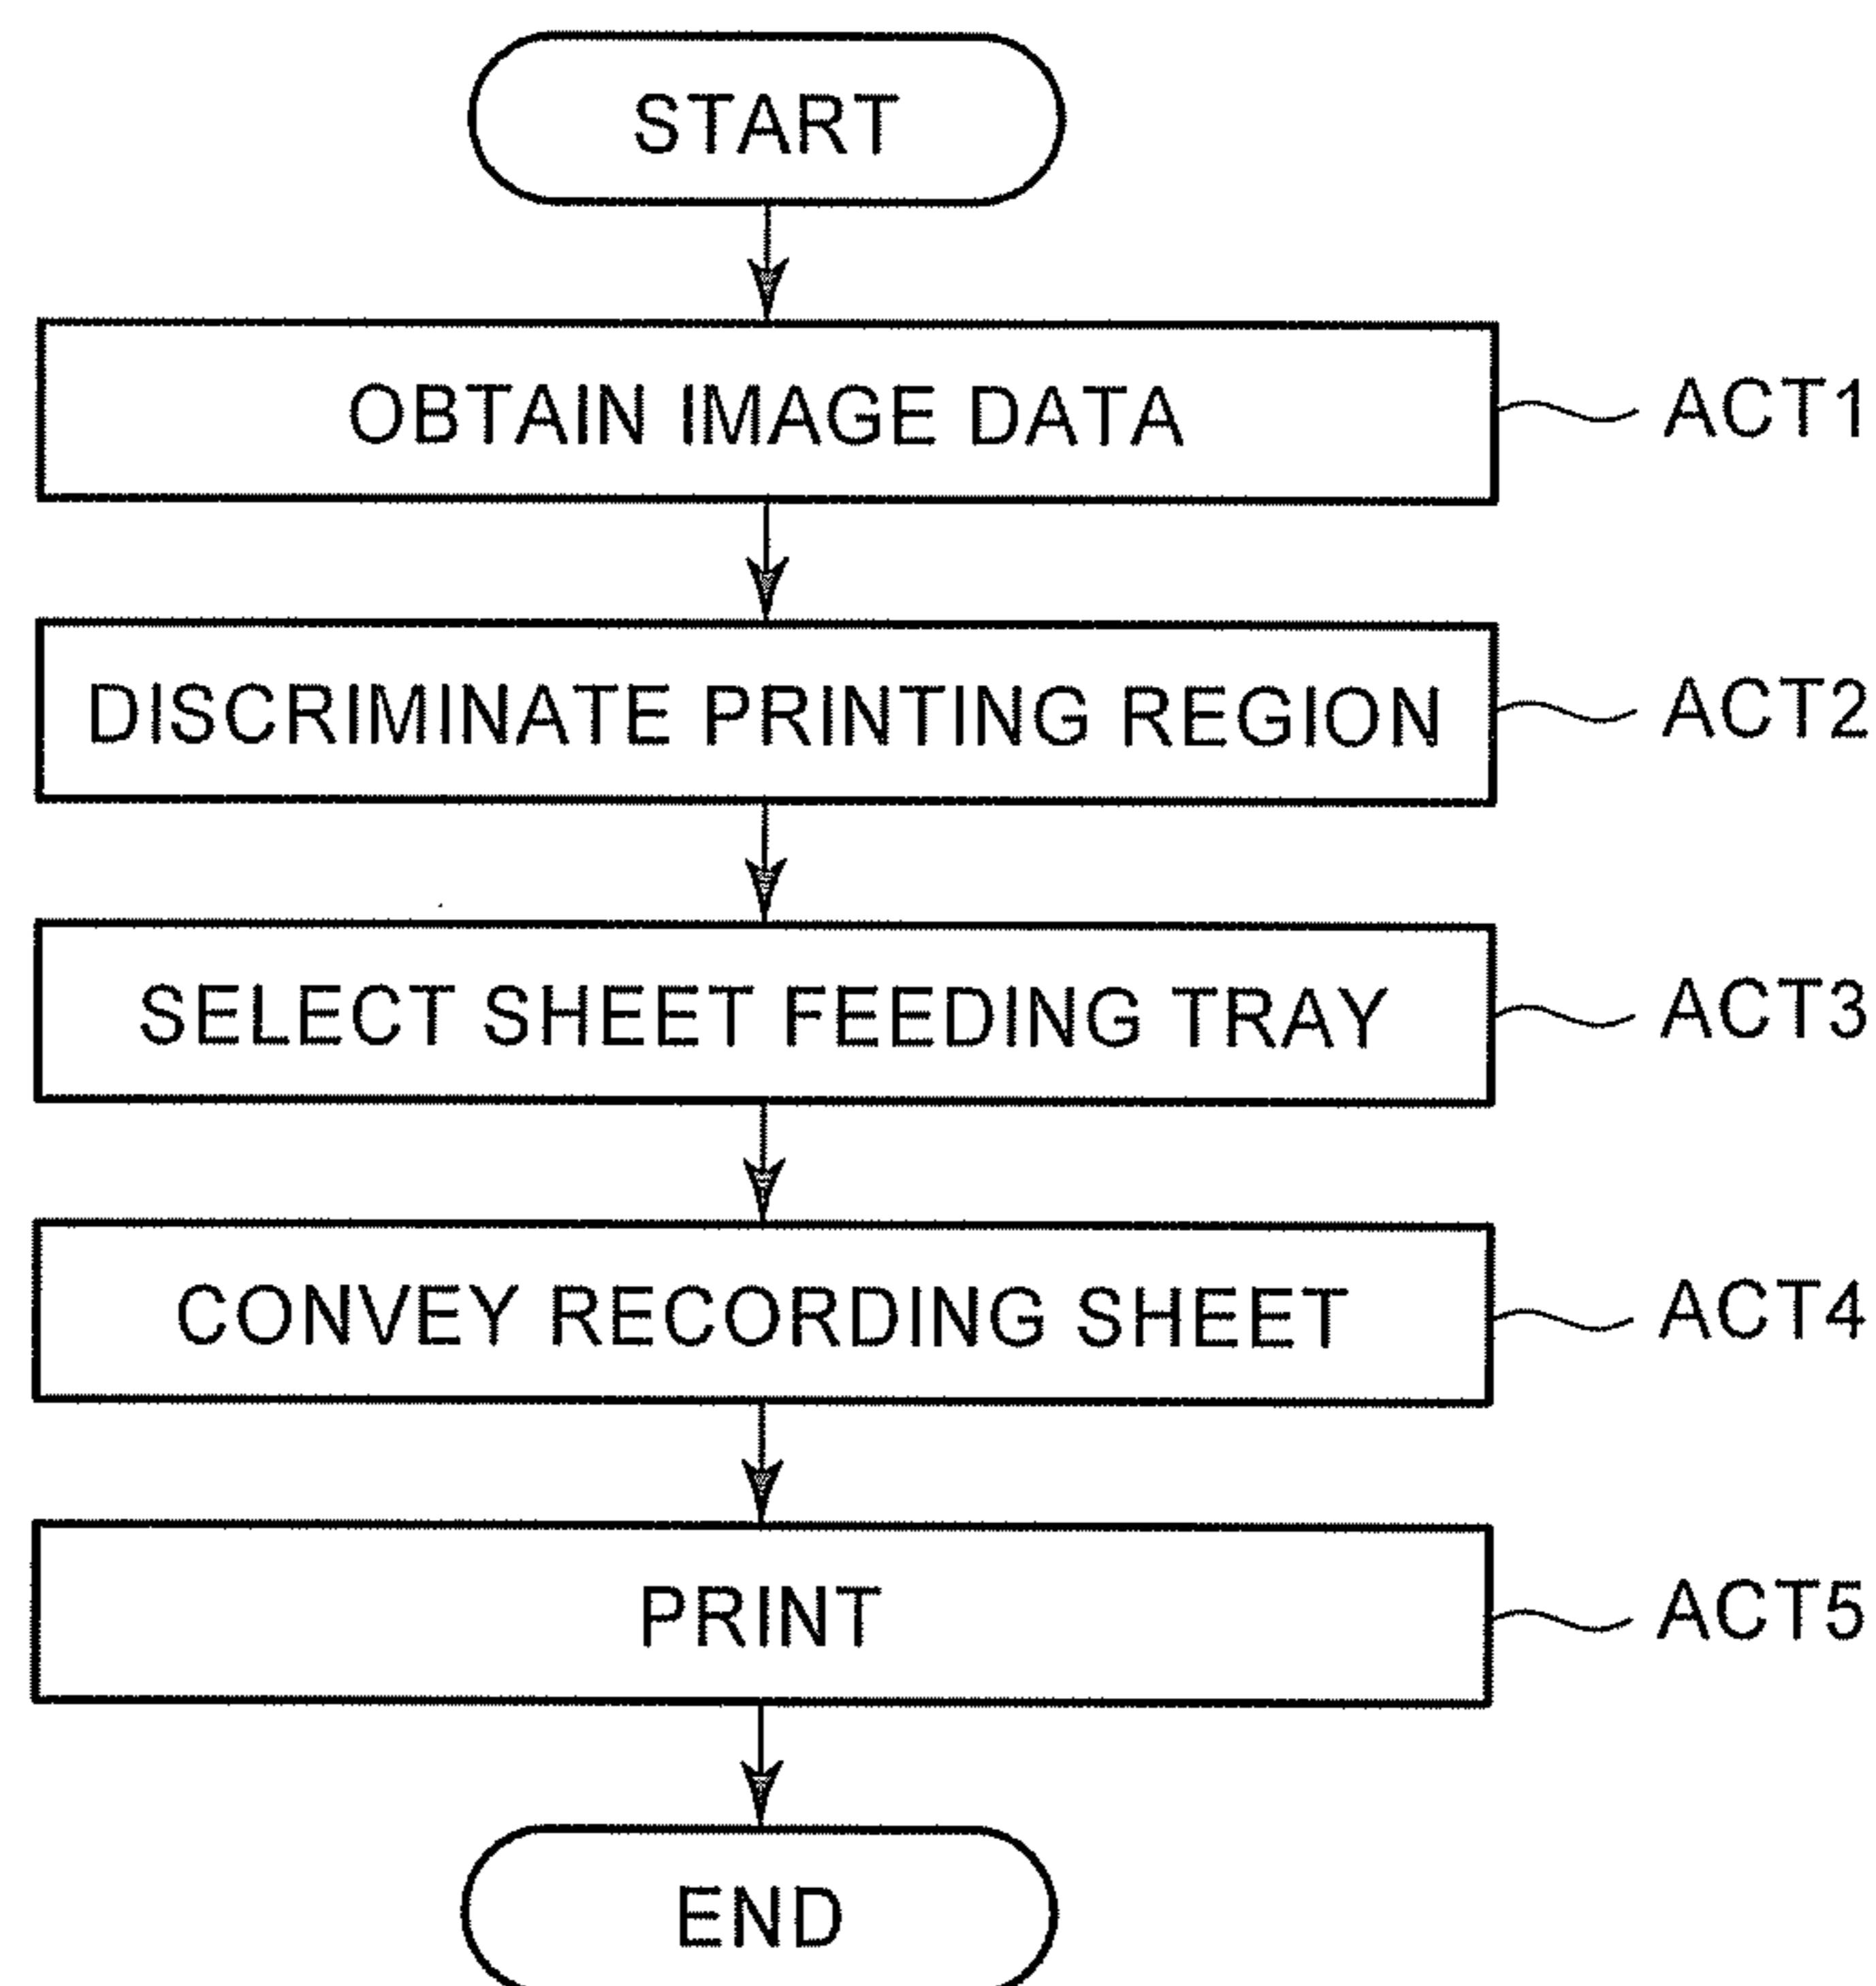 START
OBTAIN IMAGE DATA ACT1
DISCRIMINATE PRINTING REGION ACT2
SELECT SHEET FEEDING TRAY ACT3
CONVEY RECORDING SHEET ACT4
PRINT ACT5
END